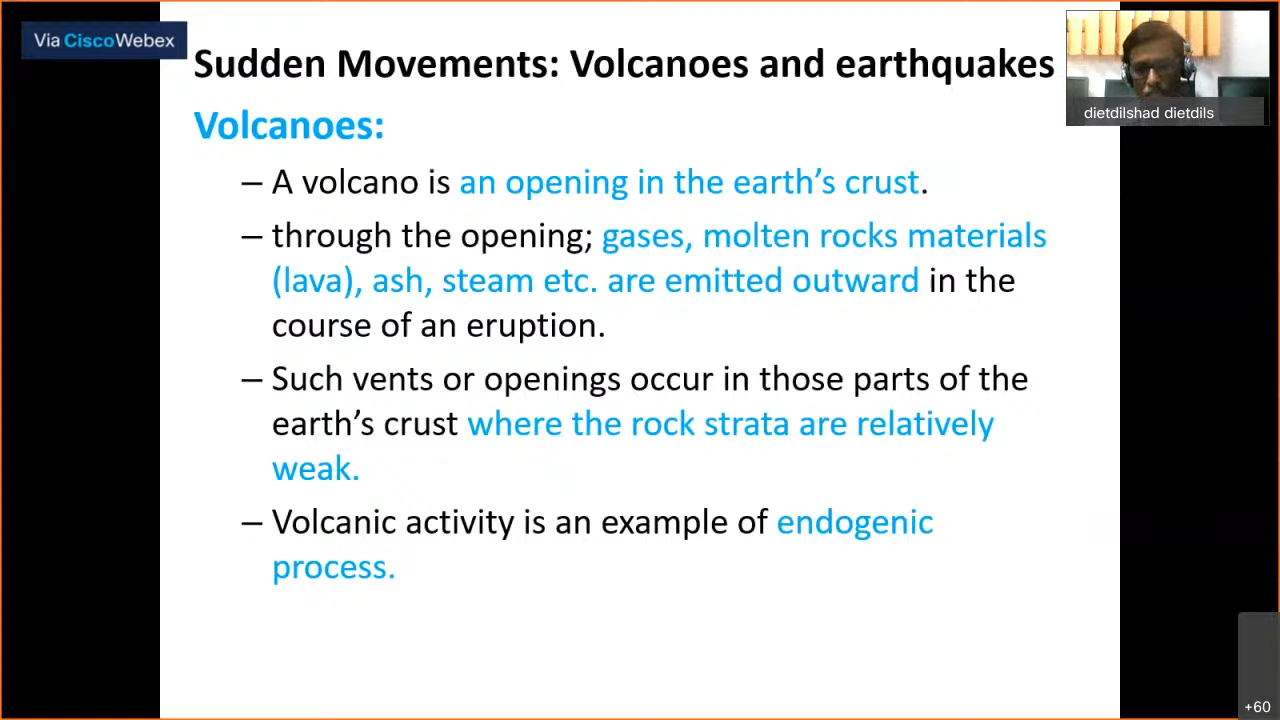 Via Cisco Webex
Sudden Movements: Volcanoes and earthquakes
dietdilshad dietdils
Volcanoes:
– A volcano is an opening in the earth’s crust.
– through the opening; gases, molten rocks materials
(lava), ash, steam etc. are emitted outward in the
course of an eruption.
– Such vents or openings occur in those parts of the
earth’s crust where the rock strata are relatively
weak.
– Volcanic activity is an example of endogenic
process.
+60